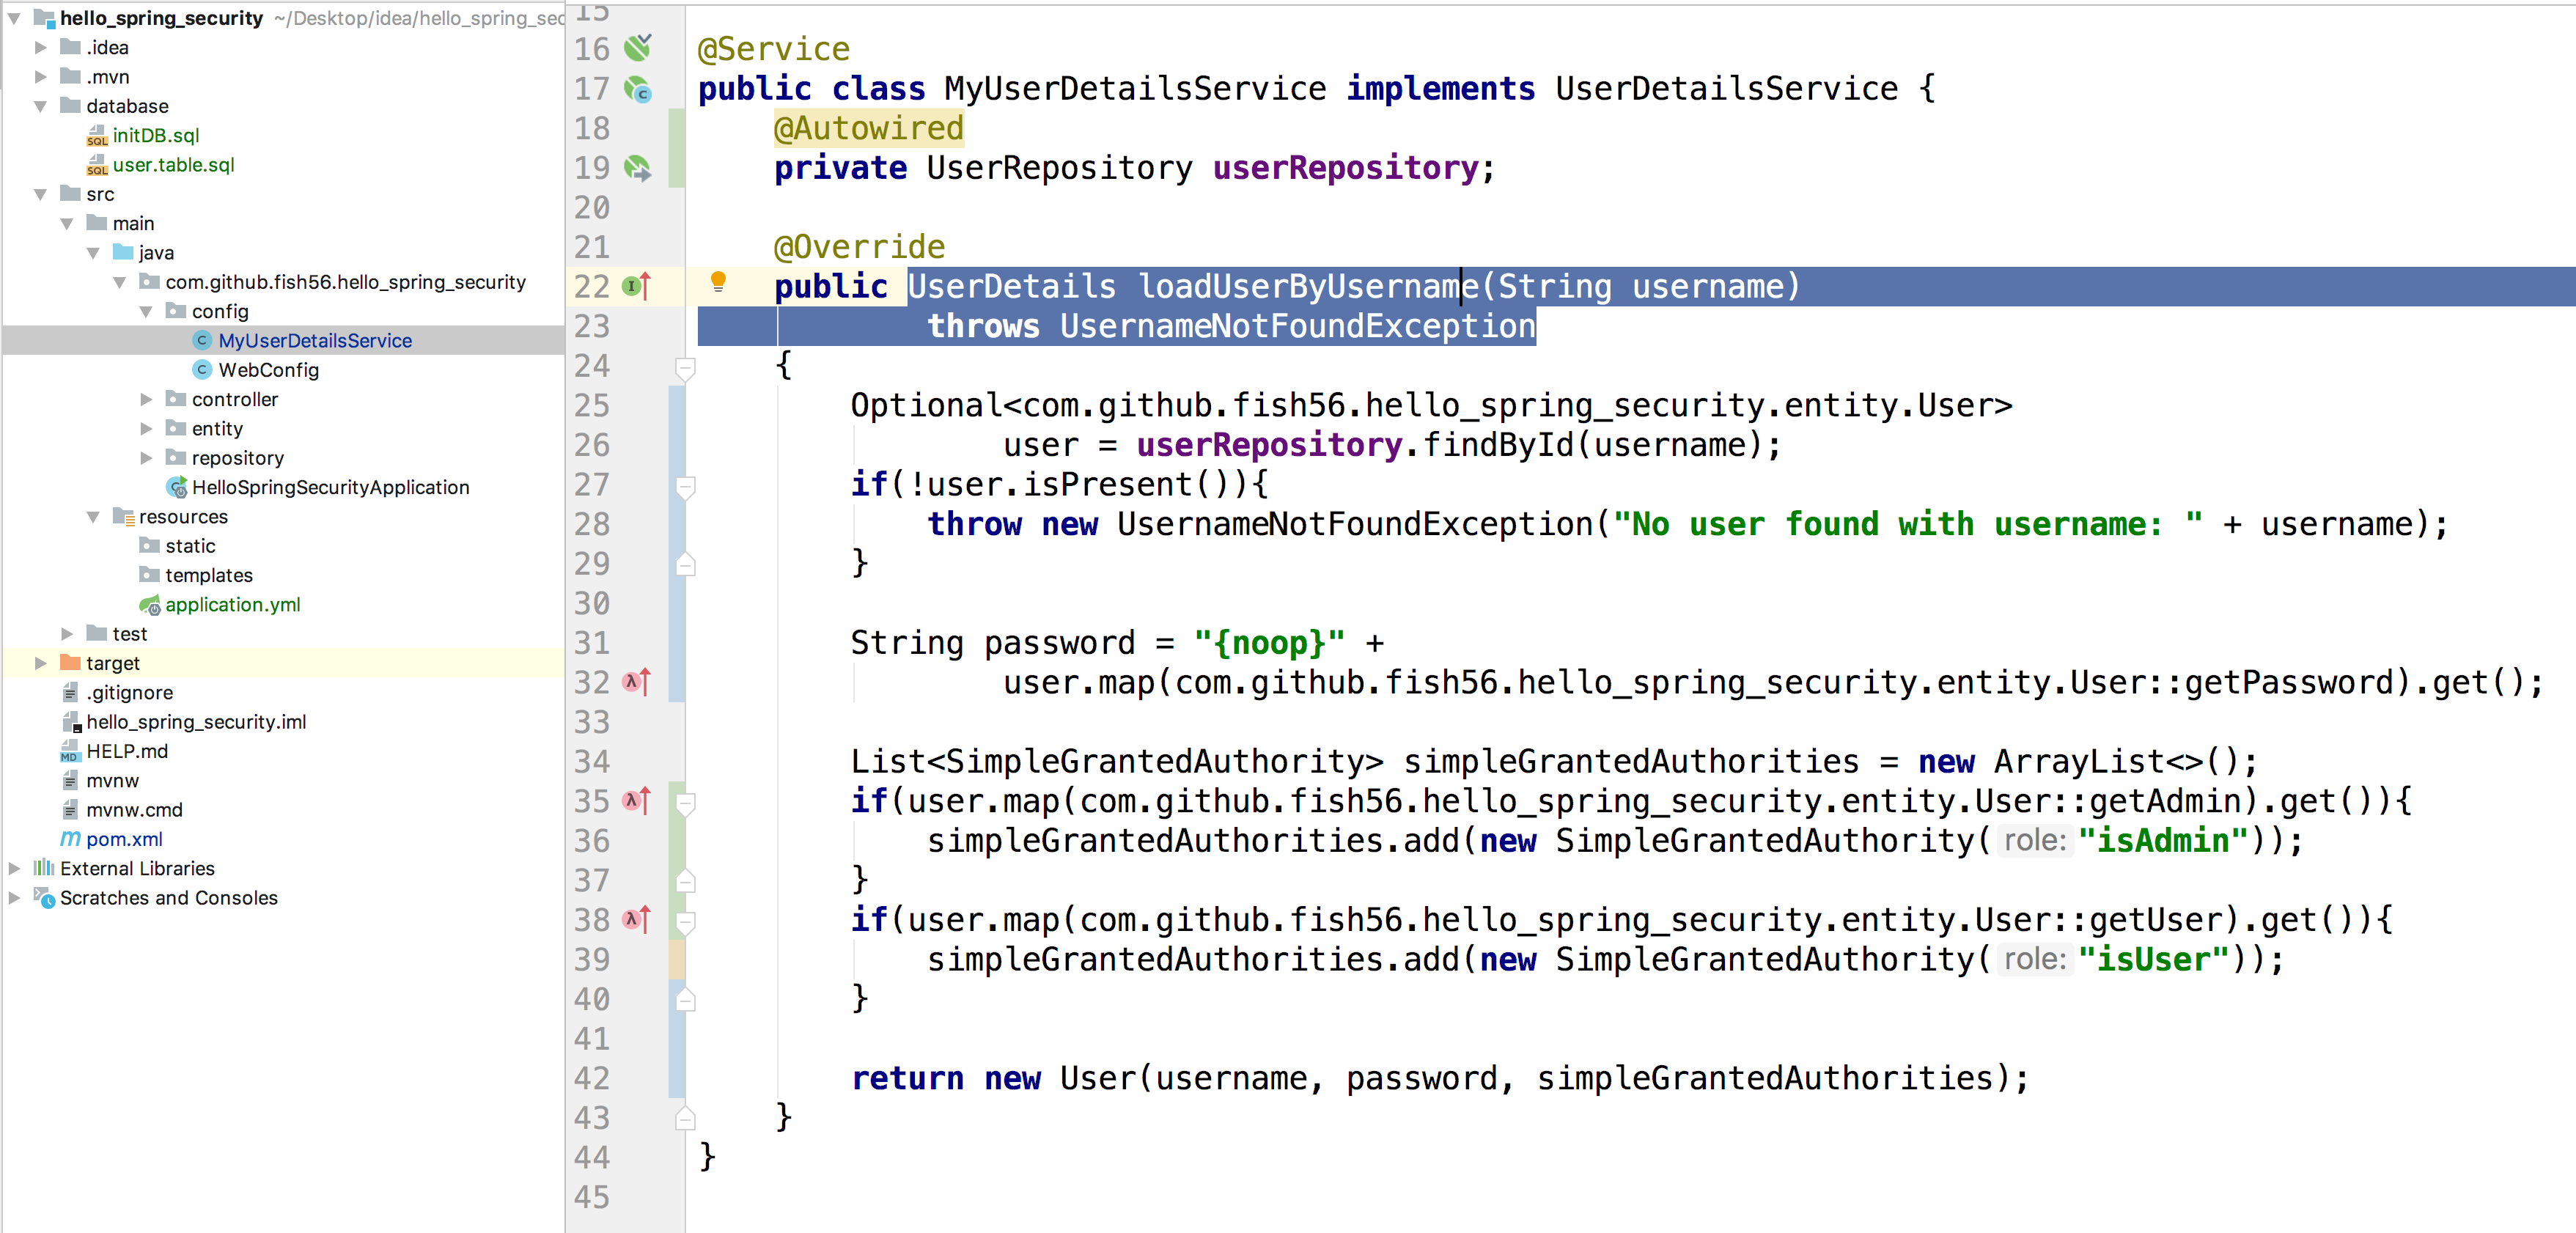 hello_spring_security ~/Desktop/idea/hello_spring_sec
.idea
.mvn
database
initDB.sql
user.table.sql
src
main
java
com.github.fish56.hello_spring_security
config
MyUserDetailsService
WebConfig
controller
entity
repository
HelloSpringSecurityApplication
resources
static
templates
application.yml
test
target
.gitignore
hello_spring_security.iml
HELP.md
mvnw
mvnw.cmd
pom.xml
External Libraries
Scratches and Consoles
15
16 @Service
17 public class MyUserDetailsService implements UserDetailsService {
18     @Autowired
19     private UserRepository userRepository;
20
21     @Override
22     public UserDetails loadUserByUsername(String username)
23             throws UsernameNotFoundException
24     {
25         Optional<com.github.fish56.hello_spring_security.entity.User>
26                 user = userRepository.findById(username);
27         if(!user.isPresent()){
28             throw new UsernameNotFoundException("No user found with username: " + username);
29         }
30
31         String password = "{noop}" +
32                 user.map(com.github.fish56.hello_spring_security.entity.User::getPassword).get();
33
34         List<SimpleGrantedAuthority> simpleGrantedAuthorities = new ArrayList<>();
35         if(user.map(com.github.fish56.hello_spring_security.entity.User::getAdmin).get()){
36             simpleGrantedAuthorities.add(new SimpleGrantedAuthority( role: "isAdmin"));
37         }
38         if(user.map(com.github.fish56.hello_spring_security.entity.User::getUser).get()){
39             simpleGrantedAuthorities.add(new SimpleGrantedAuthority( role: "isUser"));
40         }
41
42         return new User(username, password, simpleGrantedAuthorities);
43     }
44 }
45